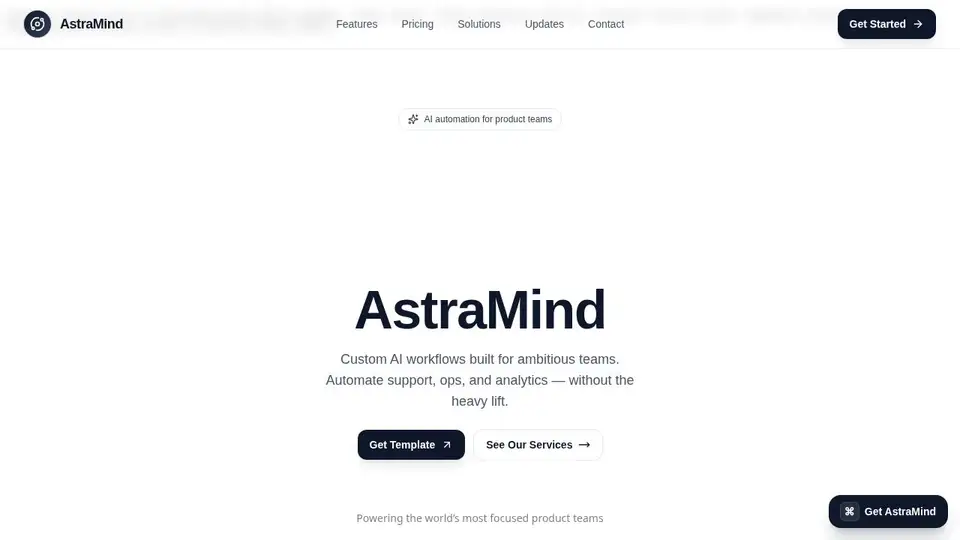 AstraMind
Features
Pricing
Solutions
Updates
Contact
Get Started
AI automation for product teams
AstraMind
Custom AI workflows built for ambitious teams.
Automate support, ops, and analytics — without the
heavy lift.
Get Template
See Our Services
Get AstraMind
Powering the world's most focused product teams